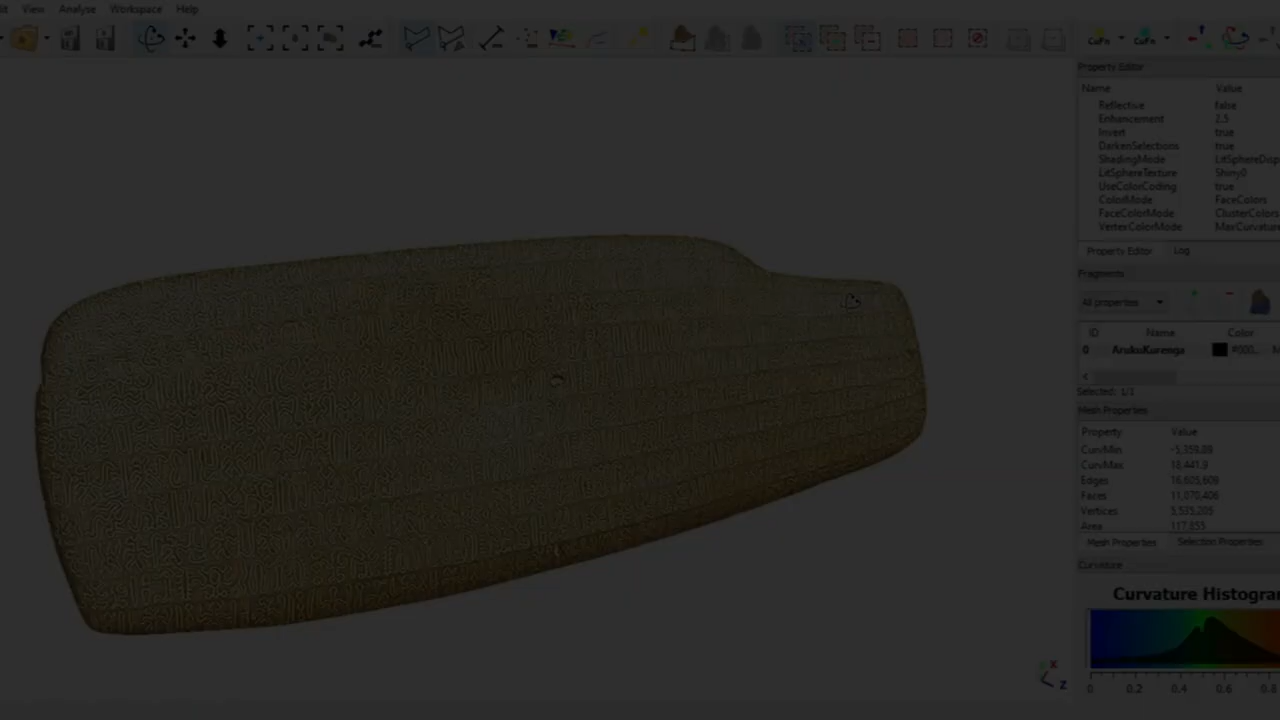 View Analyse Workspace Help
CuFn CuFn
Property Editor
Name Value
Reflective false
Enhancement 2.5
Invert true
DarkenSelections true
ShadingMode LitSphereDisp
LitSphereTexture Shiny0
UseColorCoding true
ColorMode FaceColors
FaceColorMode ClusterColors
VertexColorMode MaxCurvature
Property Editor Log
Fragments
All properties
ID Name Color
0 ArukuKurenga #000...
Selected: 1/1
Mesh Properties
Property Value
CurvMin
CurvMax 18,441.9
Edges 16,605,609
Faces 11,070,406
Vertices 5,535,205
Area 117,855
Mesh Properties Selection Properties
Curvature
Curvature Histogram
0 0.2 0.4 0.6 0.8
X
Z